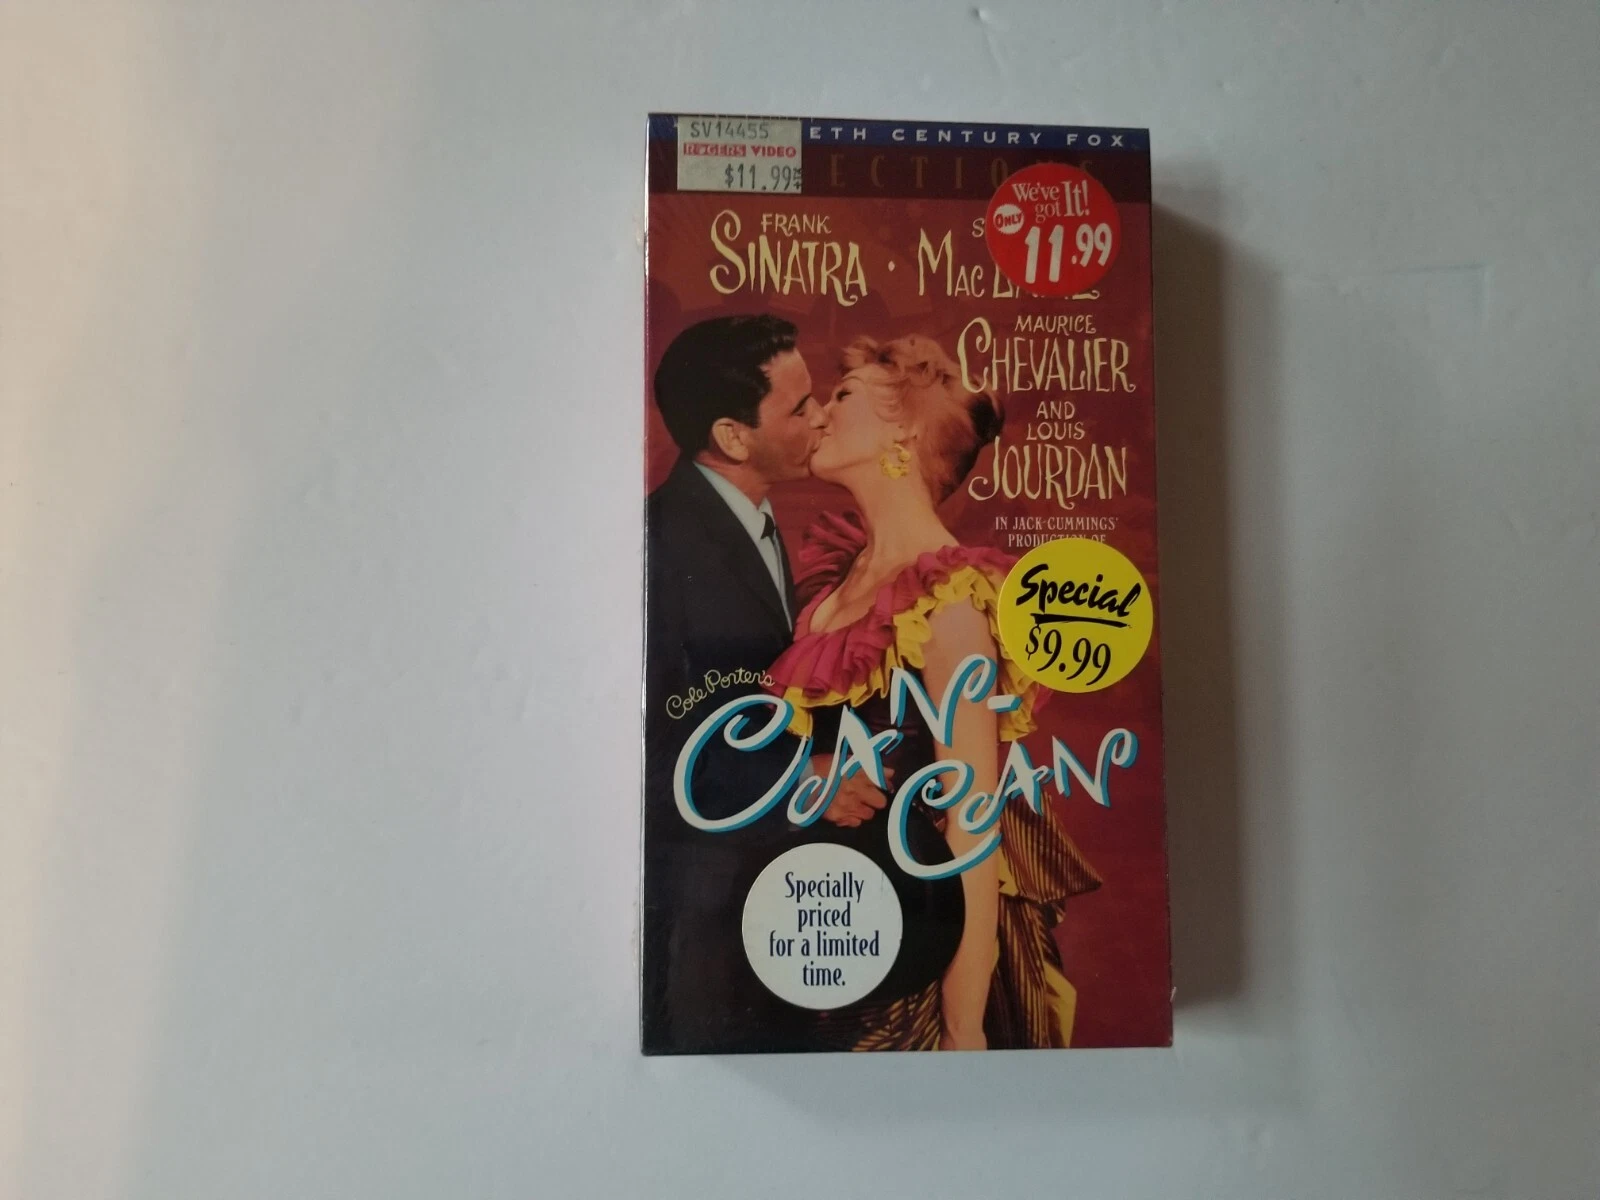 SV14455
ROGERS VIDEO
$11.99
ETH CENTURY FOX
ECTIONS
We've
got It!
ONLY
11.99
FRANK
SINATRA ·
S
MAC
MAURICE
CHEVALIER
AND
LOUIS
JOURDAN
IN JACK CUMMINGS'
PRODUCTION OF
Special
$9.99
Cole Porter's
CAN-
CAN
Specially
priced
for a limited
time.